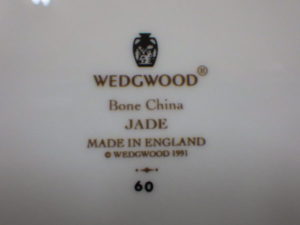 WEDGWOOD®
Bone China
JADE
MADE IN ENGLAND
© WEDGWOOD 1991
60